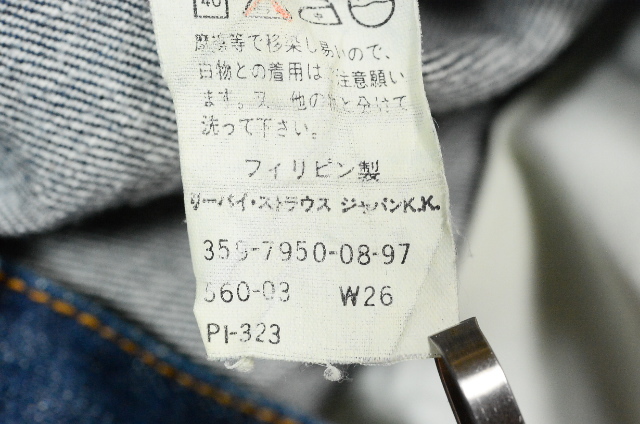 40
摩擦等で移染し易いので、
白物との着用は ご注意願い
ます。又、他の物と分けて
洗って下さい。
フィリピン製
リーバイ・ストラウス ジャパンK.K.
359-7950-08-97
560-03 W26
PI-323